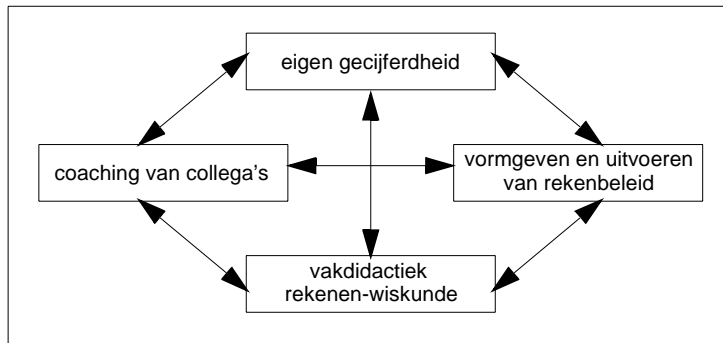 eigen gecijferdheid
coaching van collega's
vormgeven en uitvoeren
van rekenbeleid
vakdidactiek
rekenen-wiskunde